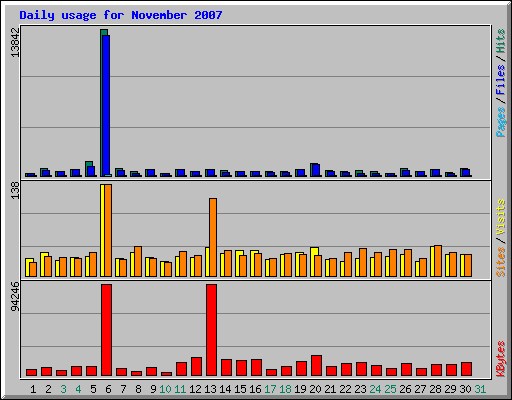 Daily usage for November 2007
13842
Pages / Files / Hits
138
Sites / Visits
94246
KBytes
1 2 3 4 5 6 7 8 9 10 11 12 13 14 15 16 17 18 19 20 21 22 23 24 25 26 27 28 29 30 31